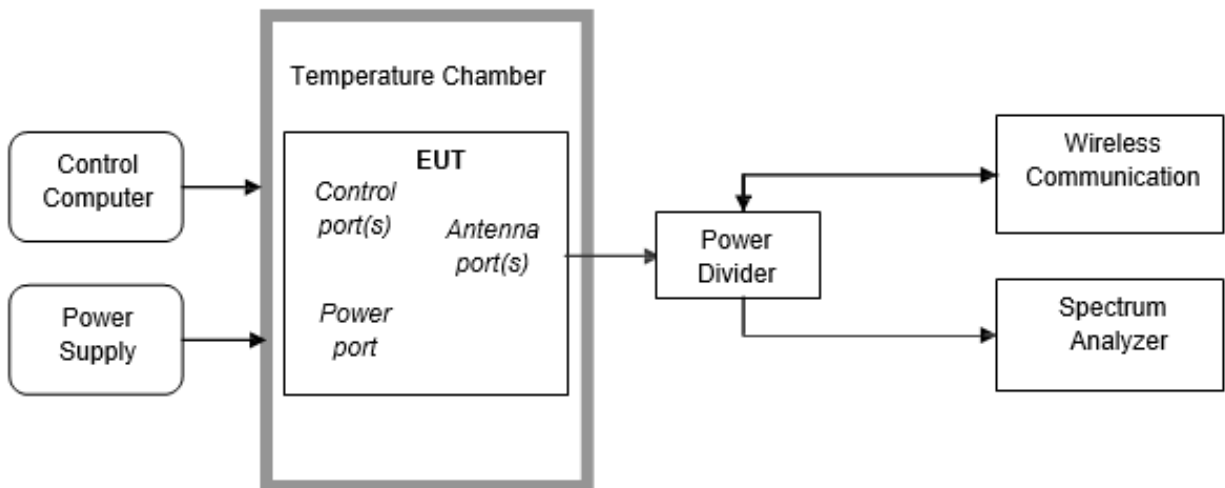 Temperature Chamber
Control
Computer
Power
Supply
EUT
Control
port(s)
Antenna
port(s)
Power
port
Power
Divider
Wireless
Communication
Spectrum
Analyzer